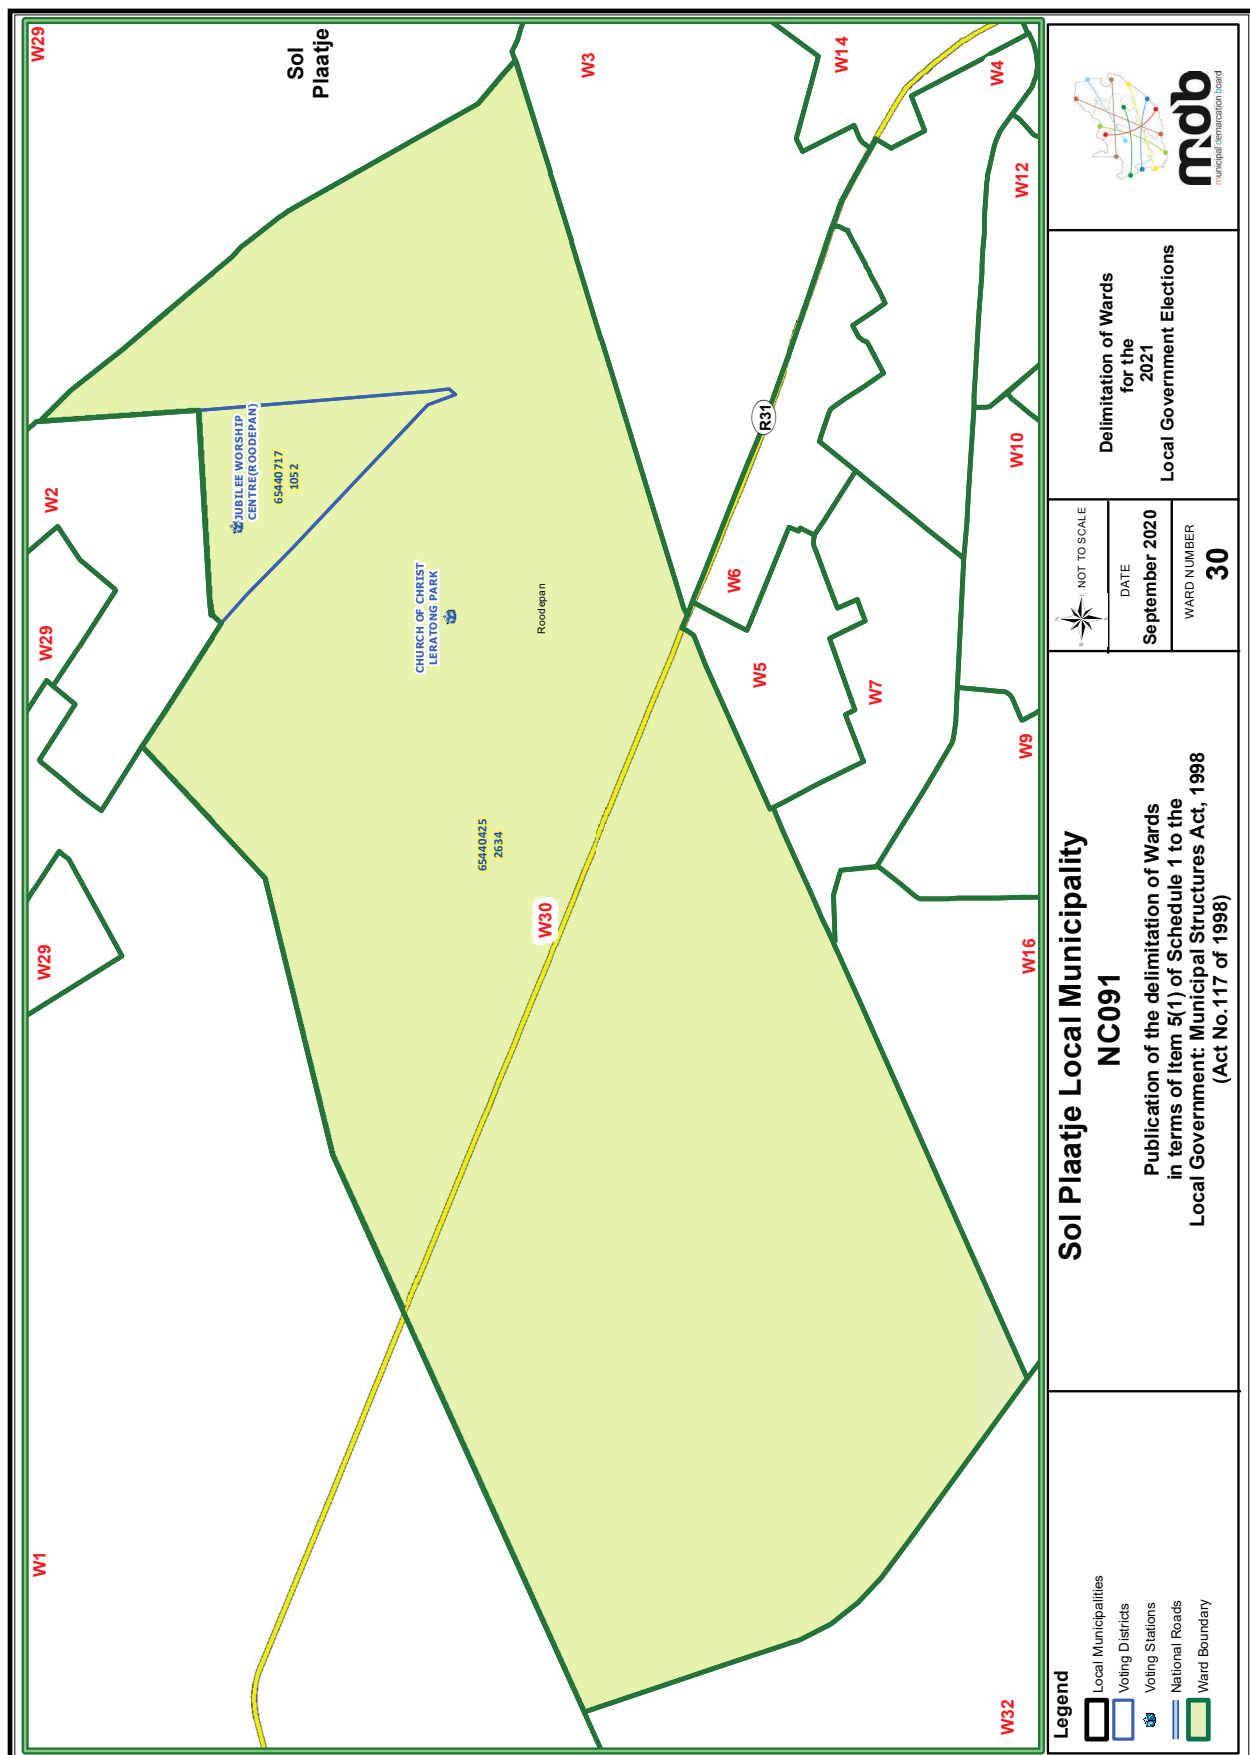 W29
Sol
Plaatje
W3
W14
W4
W12
W2
JUBILEE WORSHIP
CENTRE(ROODEPAN)
65440717
1052
R31
W10
W29
CHURCH OF CHRIST
LERATONG PARK
Roodepan
W6
W5
W7
W9
65440425
2634
W29
W30
W16
W1
W32
Legend
Local Municipalities
Voting Districts
Voting Stations
National Roads
Ward Boundary
Sol Plaatje Local Municipality
NC091
Publication of the delimitation of Wards
in terms of Item 5(1) of Schedule 1 to the
Local Government: Municipal Structures Act, 1998
(Act No.117 of 1998)
N
W
E
S
NOT TO SCALE
DATE
September 2020
WARD NUMBER
30
Delimitation of Wards
for the
2021
Local Government Elections
mdb
municipal demarcation board